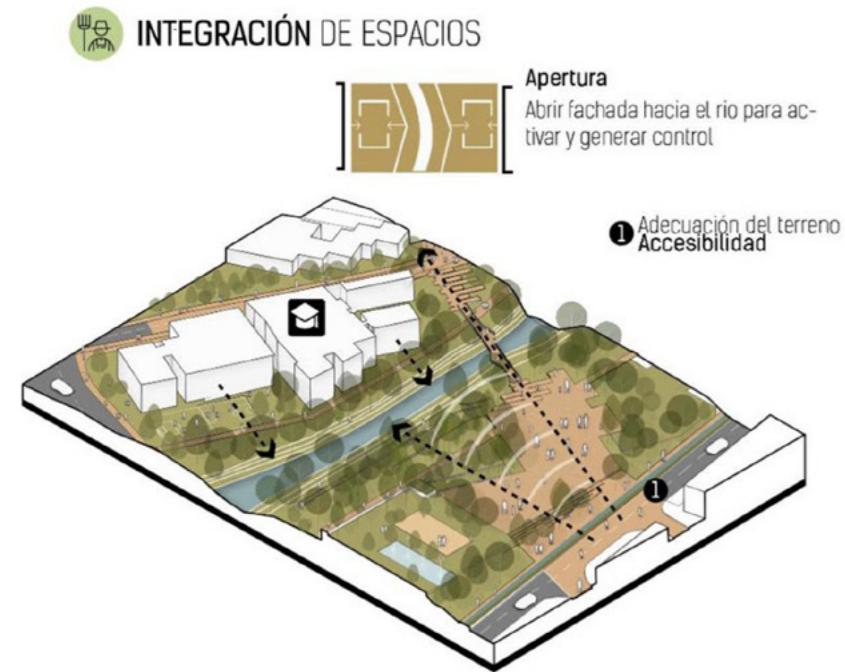 INTEGRACIÓN DE ESPACIOS
Apertura
Abrir fachada hacia el rio para ac-
tivar y generar control
1 Adecuación del terreno
Accesibilidad
1